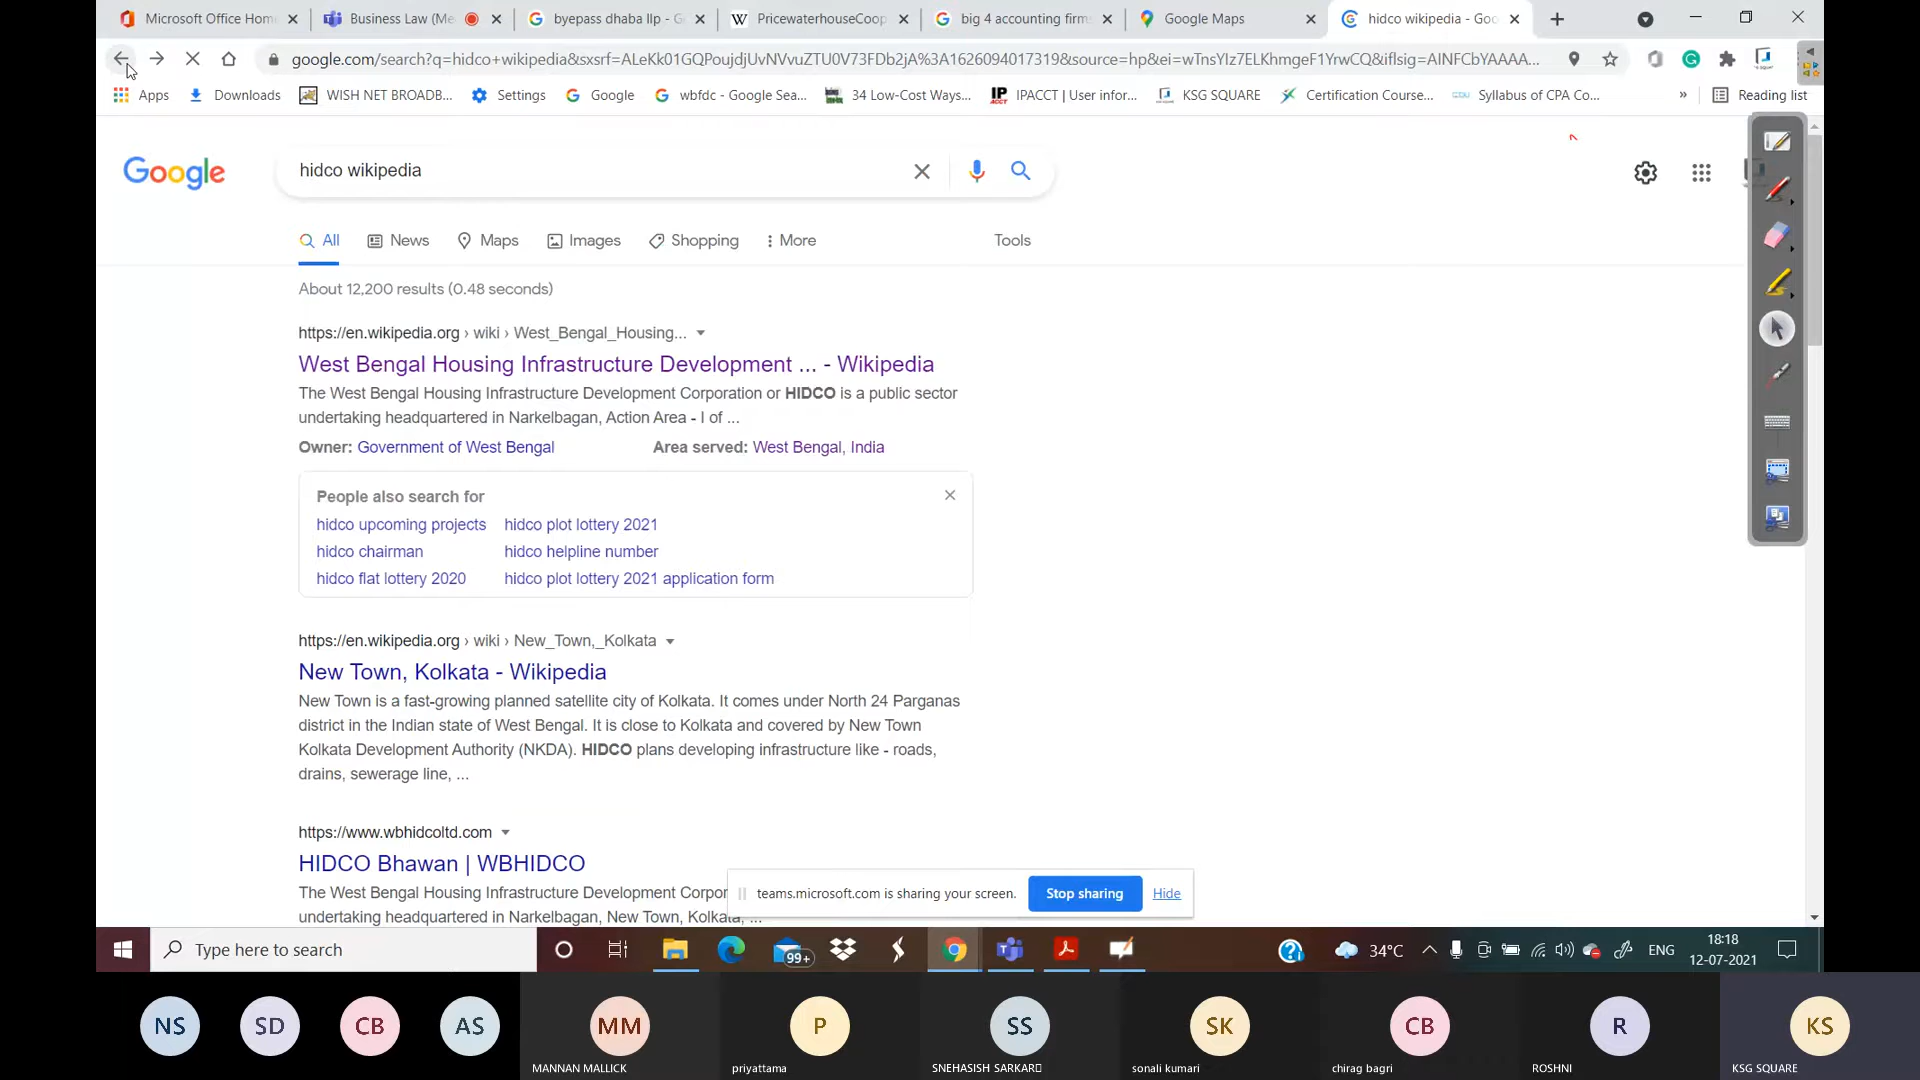 Microsoft Office Hom
Business Law (Me
byepass dhaba llp - G
PricewaterhouseCoop
big 4 accounting firm
Google Maps
hidco wikipedia - Goo
google.com/search?q=hidco+wikipedia&sxsrf=ALeKk01GQPoujdjUvNVvuZTU0V73FDb2jA%3A1626094017319&source=hp&ei=wTnsYIz7ELKhmgeF1YrwCQ&iflsig=AINFCbYAAAA...
Apps
Downloads
WISH NET BROADB...
Settings
Google
wbfdc - Google Sea...
34 Low-Cost Ways...
IPACCT | User infor...
KSG SQUARE
Certification Course...
Syllabus of CPA Co...
»
Reading list
Google
hidco wikipedia
All
News
Maps
Images
Shopping
More
Tools
About 12,200 results (0.48 seconds)
https://en.wikipedia.org › wiki › West_Bengal_Housing...
West Bengal Housing Infrastructure Development ... - Wikipedia
The West Bengal Housing Infrastructure Development Corporation or HIDCO is a public sector
undertaking headquartered in Narkelbagan, Action Area - I of ...
Owner: Government of West Bengal
Area served: West Bengal, India
People also search for
hidco upcoming projects
hidco plot lottery 2021
hidco chairman
hidco helpline number
hidco flat lottery 2020
hidco plot lottery 2021 application form
https://en.wikipedia.org › wiki › New_Town,_Kolkata
New Town, Kolkata - Wikipedia
New Town is a fast-growing planned satellite city of Kolkata. It comes under North 24 Parganas
district in the Indian state of West Bengal. It is close to Kolkata and covered by New Town
Kolkata Development Authority (NKDA). HIDCO plans developing infrastructure like - roads,
drains, sewerage line, ...
https://www.wbhidcoltd.com
HIDCO Bhawan | WBHIDCO
The West Bengal Housing Infrastructure Development Corpor
undertaking headquartered in Narkelbagan, New Town, Kolkata, ...
teams.microsoft.com is sharing your screen.
Stop sharing
Hide
Type here to search
99+
34°C
ENG
18:18
12-07-2021
NS
SD
CB
AS
MM
P
SS
SK
CB
R
KS
MANNAN MALLICK
priyattama
SNEHASISH SARKAR
sonali kumari
chirag bagri
ROSHNI
KSG SQUARE